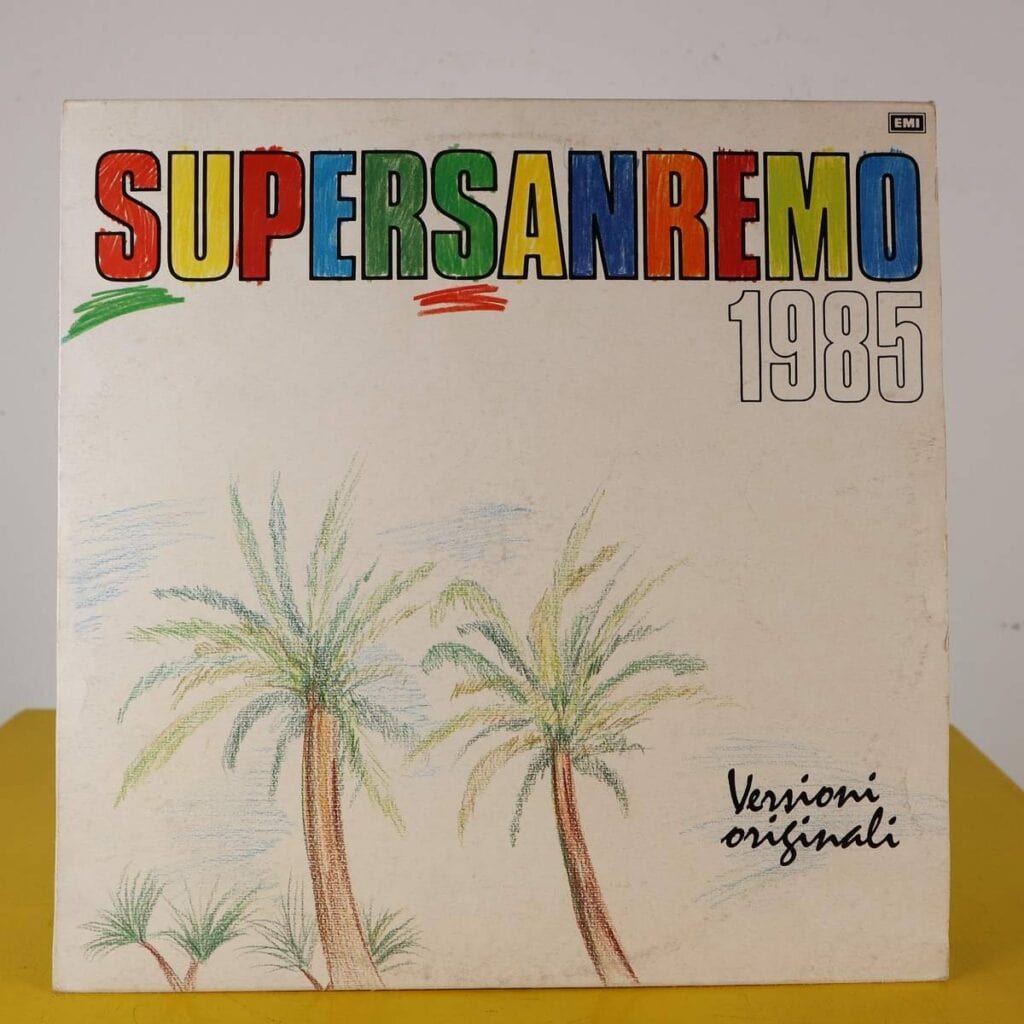 EMI
SUPERSANREMO
1985
Versioni
originali